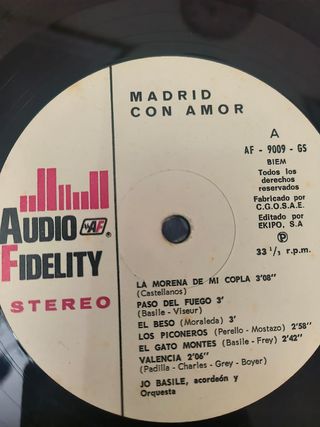 MADRID
CON AMOR
A
AF - 9009 - GS
BIEM
Todos los
derechos
reservados
Fabricado por
C.G.O.S.A.E.
Editado por
EKIPO, S.A
P
33 1/3 r.p.m.
AUDIO AF ®
FIDELITY
STEREO
LA MORENA DE MI COPLA 3'08''
(Castellanos)
PASO DEL FUEGO 3'
(Basile - Viseur)
EL BESO (Moraleda) 3'
LOS PICONEROS (Perello - Mostazo) 2'58''
EL GATO MONTES (Basile - Frey) 2'42''
VALENCIA 2'06''
(Padilla - Charles - Grey - Boyer)
JO BASILE, acordeón y
Orquesta